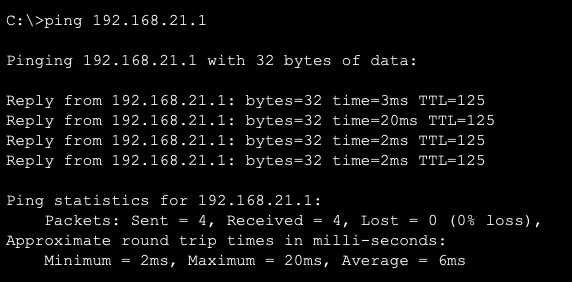 C:\>ping 192.168.21.1
Pinging 192.168.21.1 with 32 bytes of data:
Reply from 192.168.21.1: bytes=32 time=3ms TTL=125
Reply from 192.168.21.1: bytes=32 time=20ms TTL=125
Reply from 192.168.21.1: bytes=32 time=2ms TTL=125
Reply from 192.168.21.1: bytes=32 time=2ms TTL=125
Ping statistics for 192.168.21.1:
    Packets: Sent = 4, Received = 4, Lost = 0 (0% loss),
Approximate round trip times in milli-seconds:
    Minimum = 2ms, Maximum = 20ms, Average = 6ms